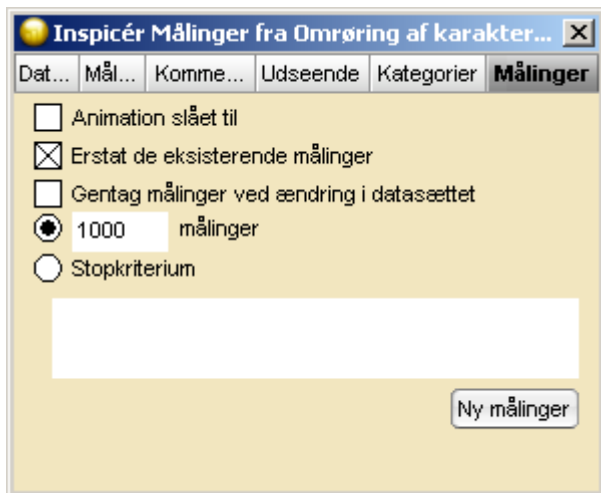 Inspicér Målinger fra Omrøring af karakter...
Dat... Mål... Komme... Udseende Kategorier Målinger
Animation slået til
Erstat de eksisterende målinger
Gentag målinger ved ændring i datasættet
1000 målinger
Stopkriterium
Ny målinger